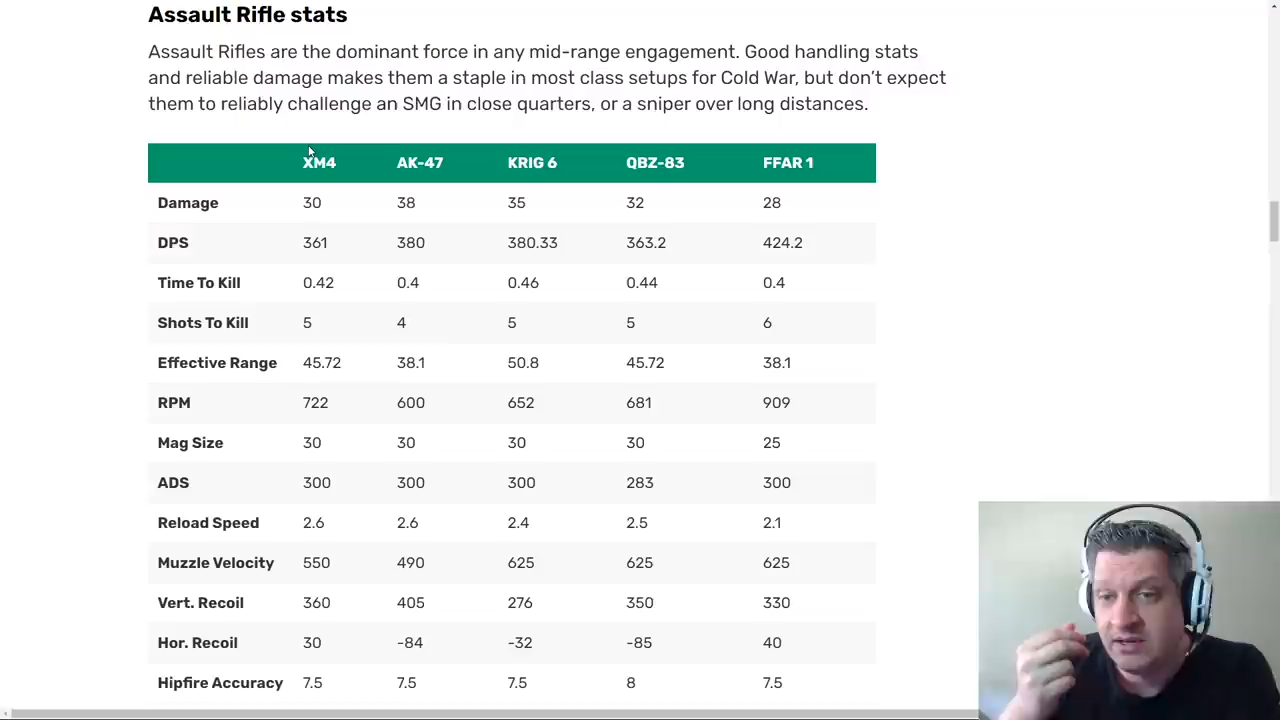 Assault Rifle stats
Assault Rifles are the dominant force in any mid-range engagement. Good handling stats
and reliable damage makes them a staple in most class setups for Cold War, but don’t expect
them to reliably challenge an SMG in close quarters, or a sniper over long distances.
XM4 AK-47 KRIG 6 QBZ-83 FFAR 1
Damage 30 38 35 32 28
DPS 361 380 380.33 363.2 424.2
Time To Kill 0.42 0.4 0.46 0.44 0.4
Shots To Kill 5 4 5 5 6
Effective Range 45.72 38.1 50.8 45.72 38.1
RPM 722 600 652 681 909
Mag Size 30 30 30 30 25
ADS 300 300 300 283 300
Reload Speed 2.6 2.6 2.4 2.5 2.1
Muzzle Velocity 550 490 625 625 625
Vert. Recoil 360 405 276 350 330
Hor. Recoil 30 -84 -32 -85 40
Hipfire Accuracy 7.5 7.5 7.5 8 7.5